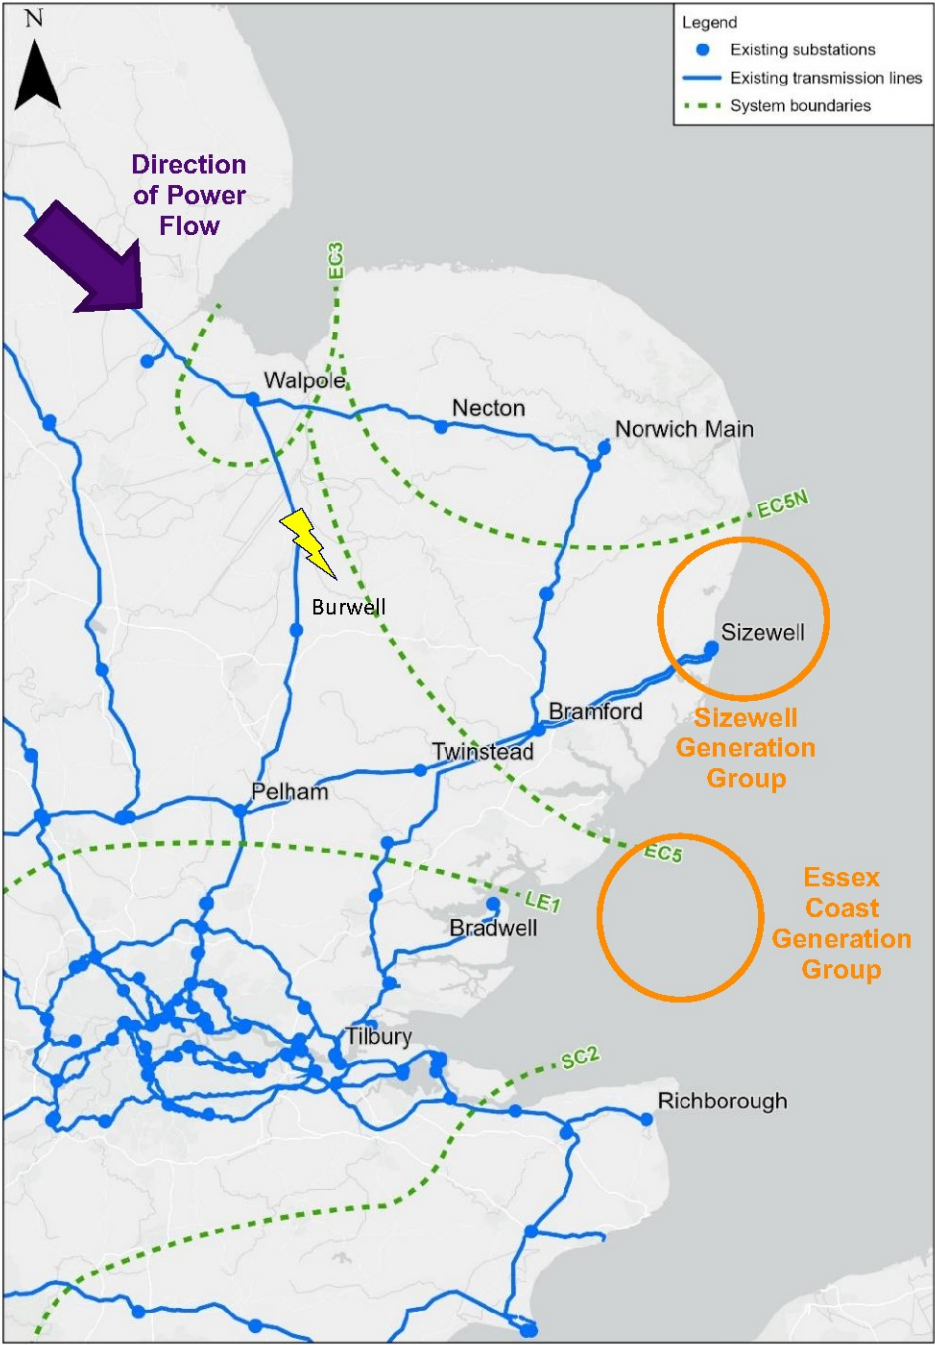 N
Legend
Existing substations
Existing transmission lines
System boundaries
Direction
of Power
Flow
EC3
Walpole
Necton
Norwich Main
EC5N
Burwell
Sizewell
Bramford
Sizewell
Generation
Group
Twinstead
Pelham
EC5
Essex
Coast
Generation
Group
LE1
Bradwell
Tilbury
SC2
Richborough